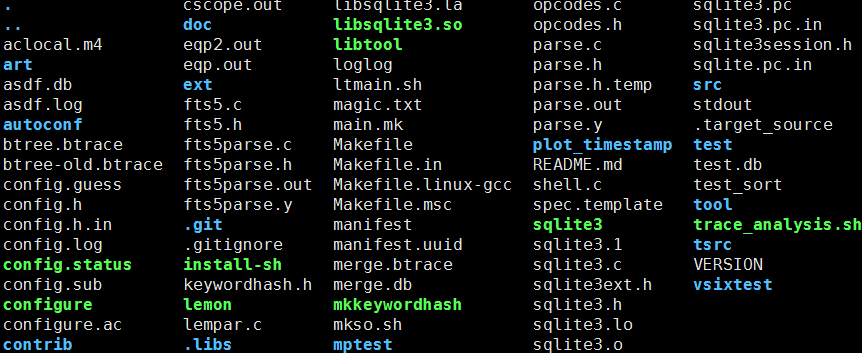 . cscope.out libsqlite3.la opcodes.c sqlite3.pc
.. doc libsqlite3.so opcodes.h sqlite3.pc.in
aclocal.m4 eqp2.out libtool parse.c sqlite3session.h
art eqp.out loglog parse.h sqlite.pc.in
asdf.db ext ltmain.sh parse.h.temp src
asdf.log fts5.c magic.txt parse.out stdout
autoconf fts5.h main.mk parse.y .target_source
btree.btrace fts5parse.c Makefile plot_timestamp test
btree-old.btrace fts5parse.h Makefile.in README.md test.db
config.guess fts5parse.out Makefile.linux-gcc shell.c test_sort
config.h fts5parse.y Makefile.msc spec.template tool
config.h.in .git manifest sqlite3 trace_analysis.sh
config.log .gitignore manifest.uuid sqlite3.1 tsrc
config.status install-sh merge.btrace sqlite3.c VERSION
config.sub keywordhash.h merge.db sqlite3ext.h vsixtest
configure lemon mkkeywordhash sqlite3.h
configure.ac lempar.c mkso.sh sqlite3.lo
contrib .libs mptest sqlite3.o